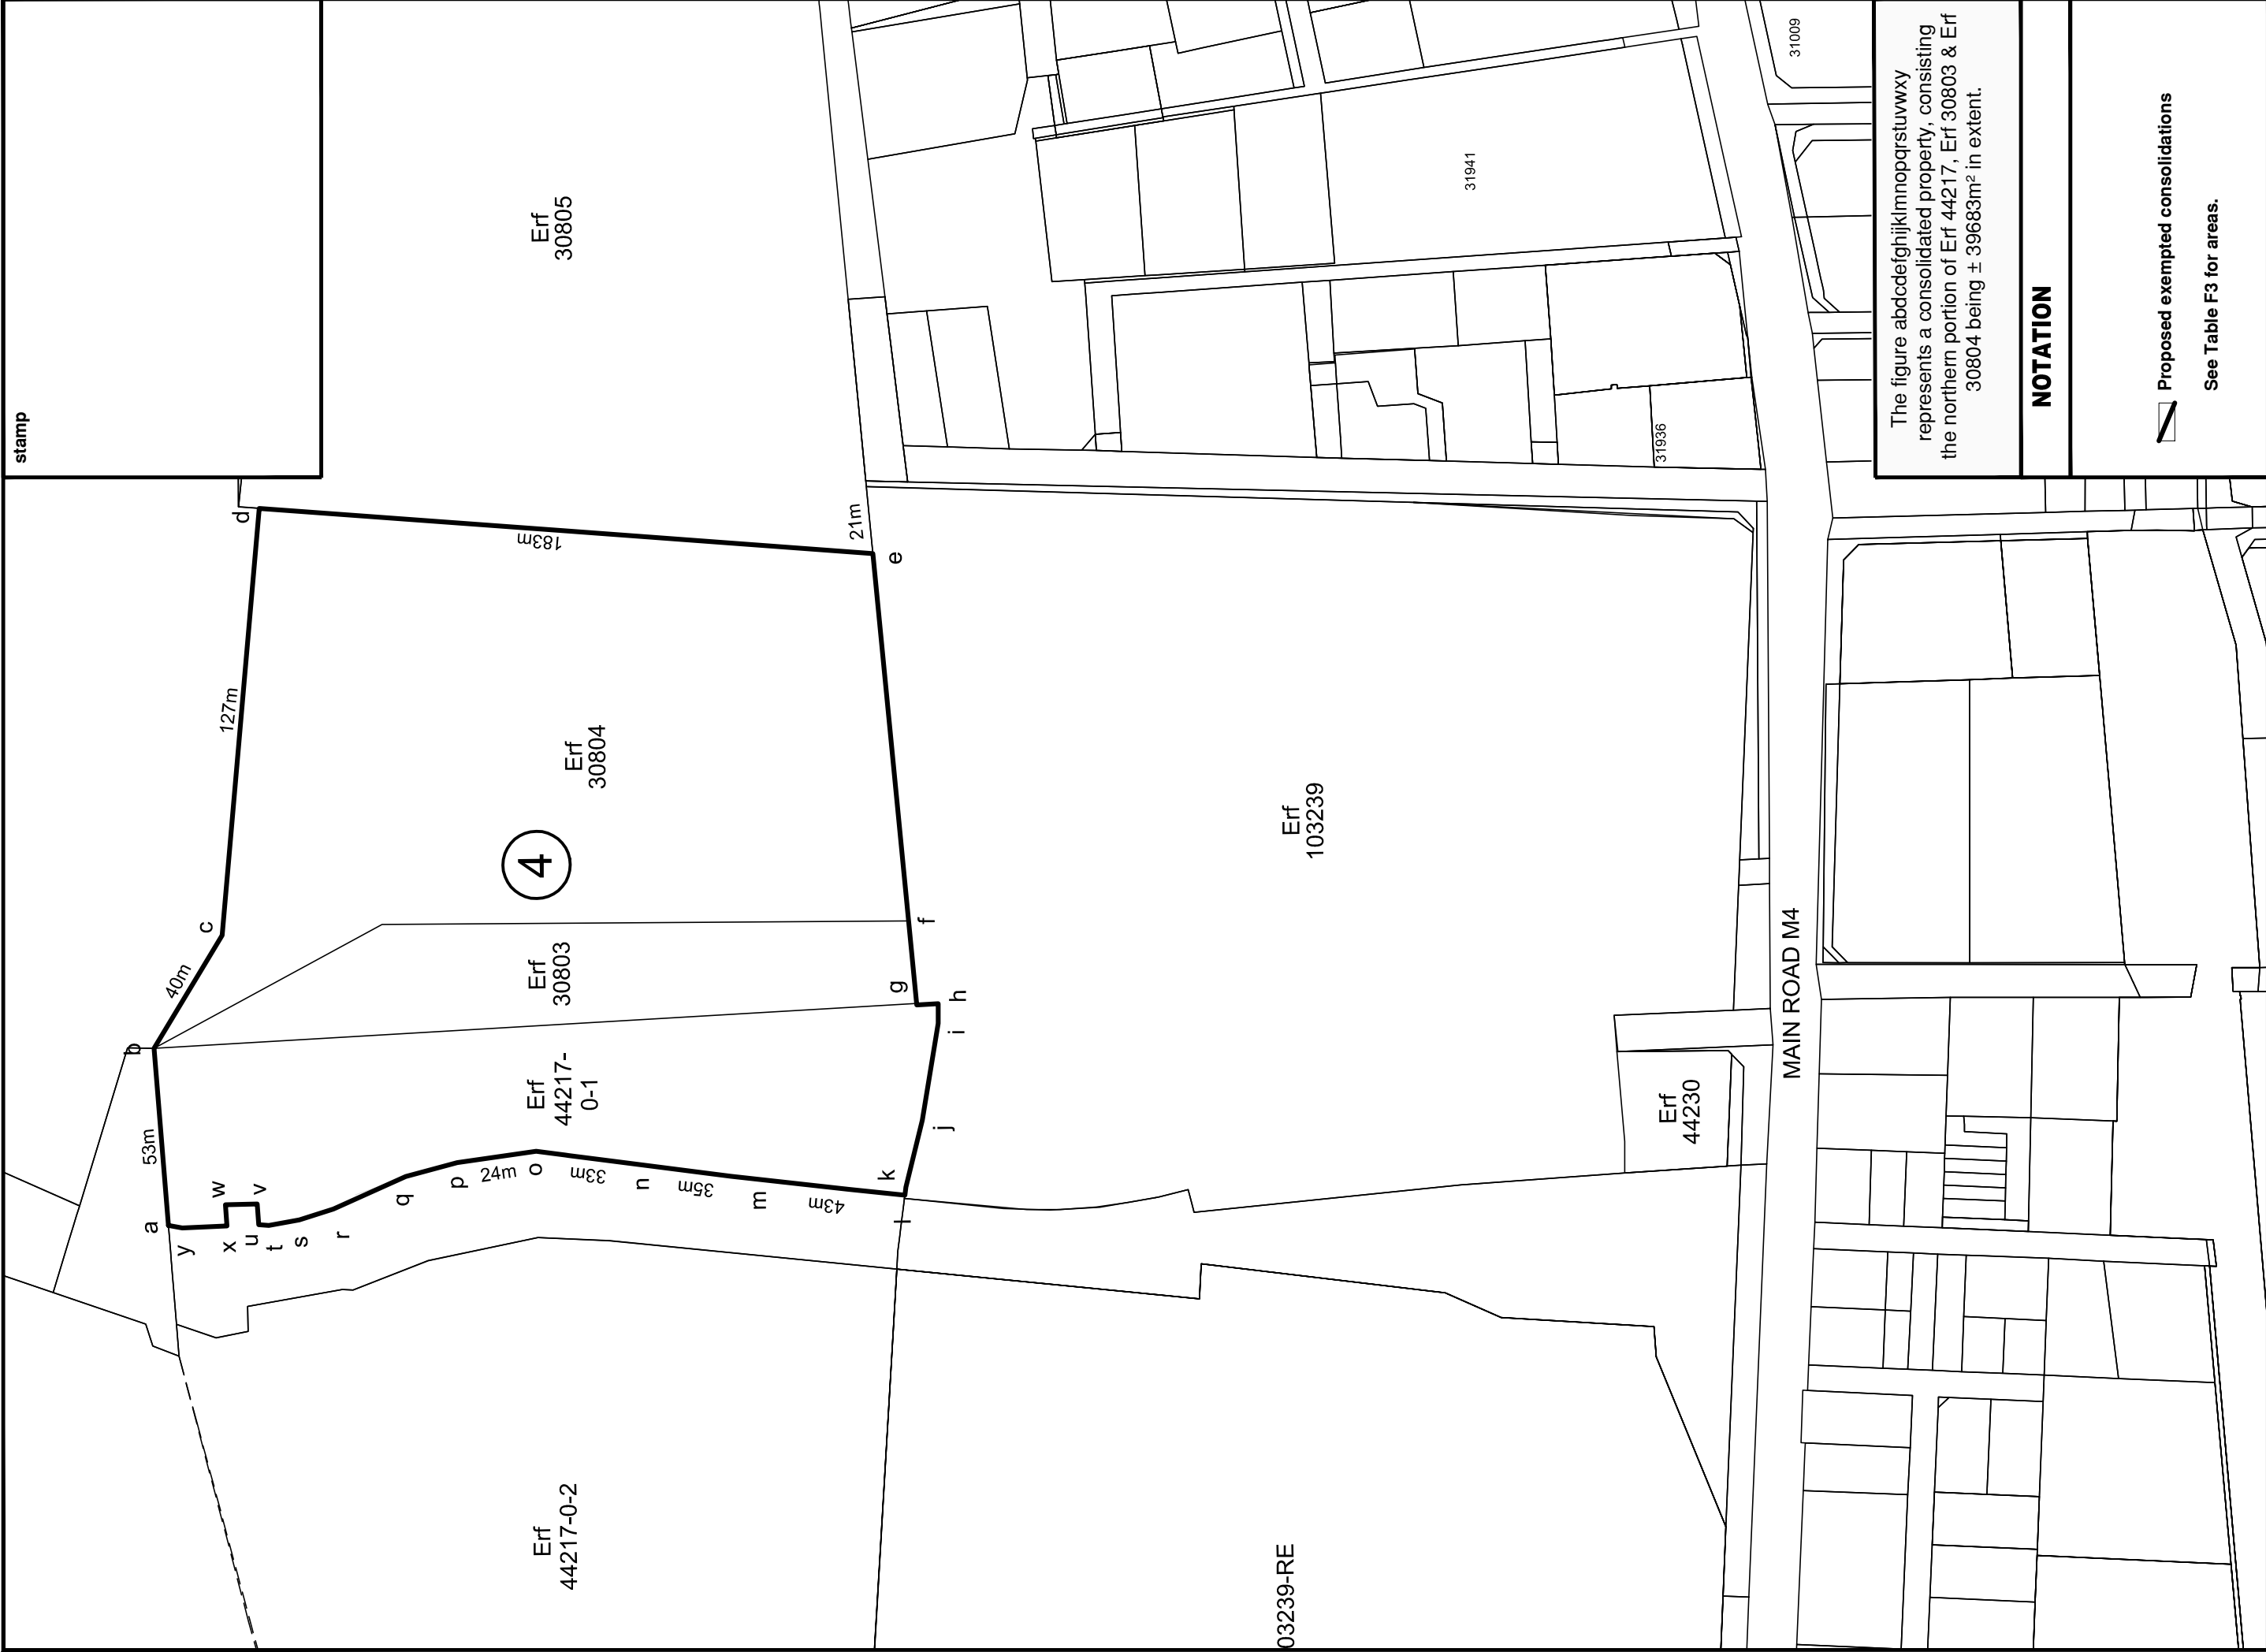 stamp
Erf
30805
d
183m
21m
e
127m
c
40m
b
53m
a
y
w
v
x
u
t
s
r
q
p
24m
o
33m
n
35m
m
43m
k
l
j
i
h
g
f
Erf
30804
4
Erf
30803
Erf
44217-
0-1
Erf
44217-0-2
Erf
103239
03239-RE
Erf
44230
MAIN ROAD M4
31941
31936
31009
The figure abdcdefghijklmnopqrstuvwxy
represents a consolidated property, consisting
the northern portion of Erf 44217, Erf 30803 & Erf
30804 being ± 39683m² in extent.
NOTATION
Proposed exempted consolidations
See Table F3 for areas.